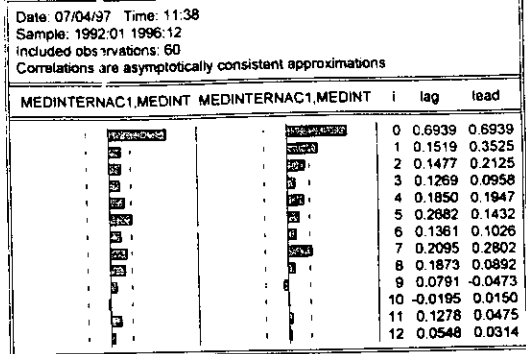 Date: 07/04/97 Time: 11:38
Sample: 1992:01 1996:12
Included observations: 60
Correlations are asymptotically consistent approximations
MEDINTERNAC1,MEDINT MEDINTERNAC1,MEDINT i lag lead
0 0.6939 0.6939
1 0.1519 0.3525
2 0.1477 0.2125
3 0.1269 0.0958
4 0.1850 0.1947
5 0.2682 0.1432
6 0.1361 0.1026
7 0.2095 0.2802
8 0.1873 0.0892
9 0.0791 -0.0473
10 -0.0195 0.0150
11 0.1278 0.0475
12 0.0548 0.0314